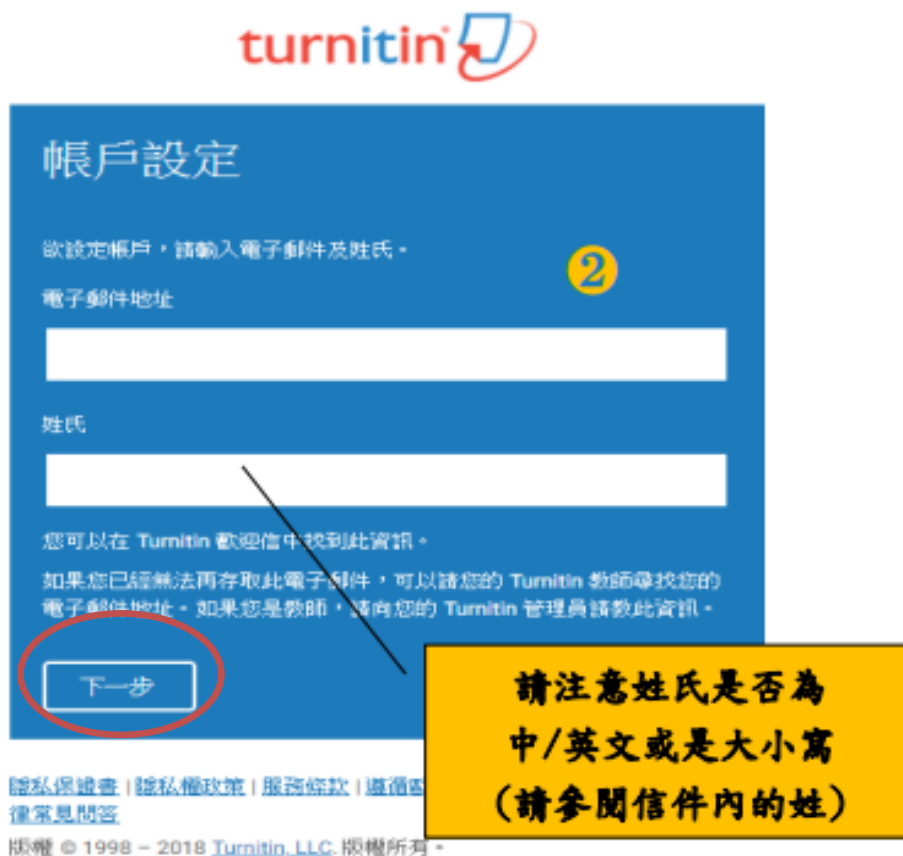 turnitin
帳戶設定
欲設定帳戶,請輸入電子郵件及姓氏。
2
電子郵件地址
姓氏
您可以在 Turnitin 歡迎信中找到此資訊。
如果您已經無法再存取此電子郵件,可以請您的 Turnitin 教師尋找您的
電子郵件地址。如果您是教師,請向您的 Turnitin 管理員請教此資訊。
下一步
請注意姓氏是否為
中/英文或是大小寫
(請參閱信件內的姓)
隱私保證書 | 隱私權政策 | 服務條款 | 遵循
律常見問答
版權 © 1998 – 2018 Turnitin, LLC. 版權所有。